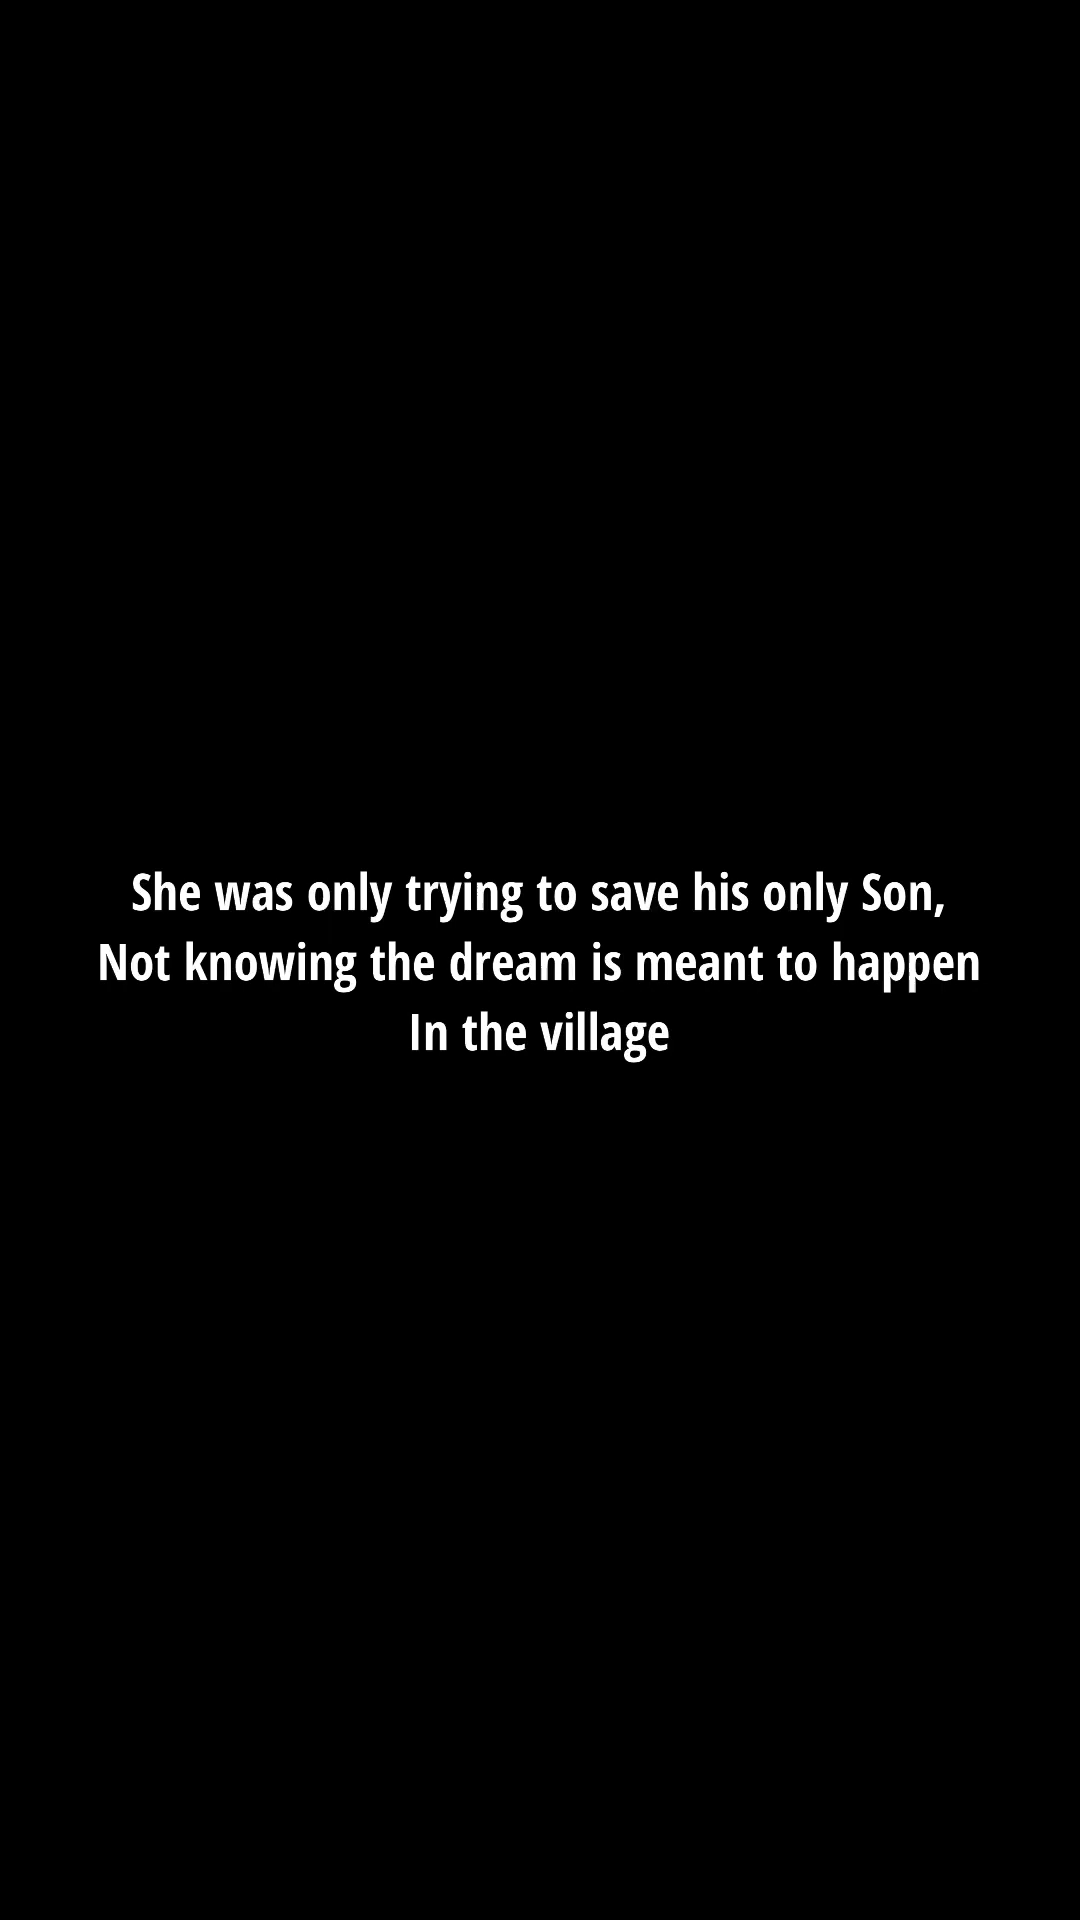 She was only trying to save his only Son,
Not knowing the dream is meant to happen
In the village